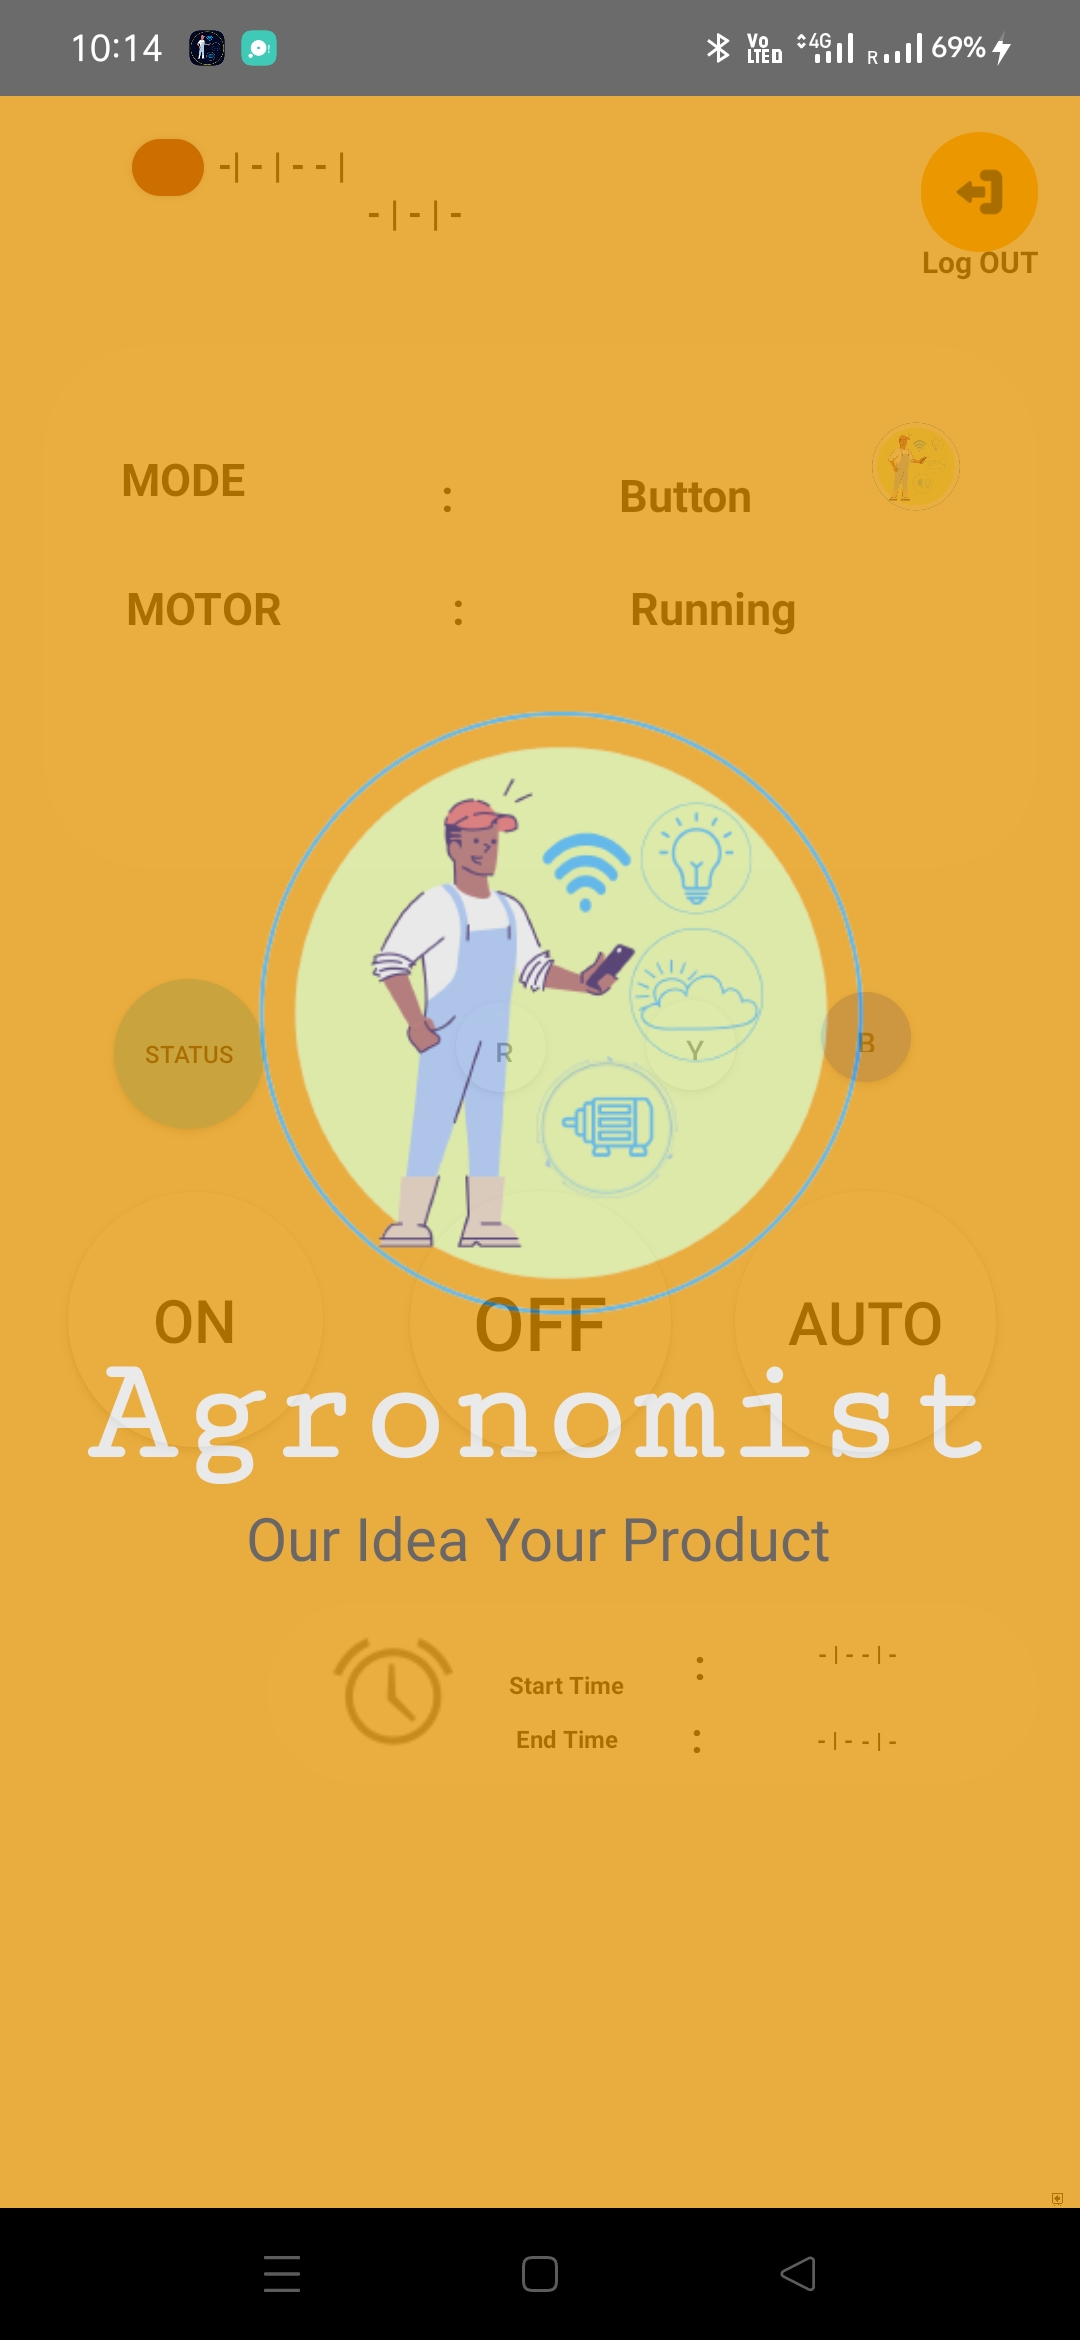 10:14 Vo LTE D 4G R 69%
-| - | - - |
- | - | -
Log OUT
MODE : Button
MOTOR : Running
STATUS R Y B
ON OFF AUTO
Agronomist
Our Idea Your Product
Start Time : - | - - | -
End Time : - | - - | -